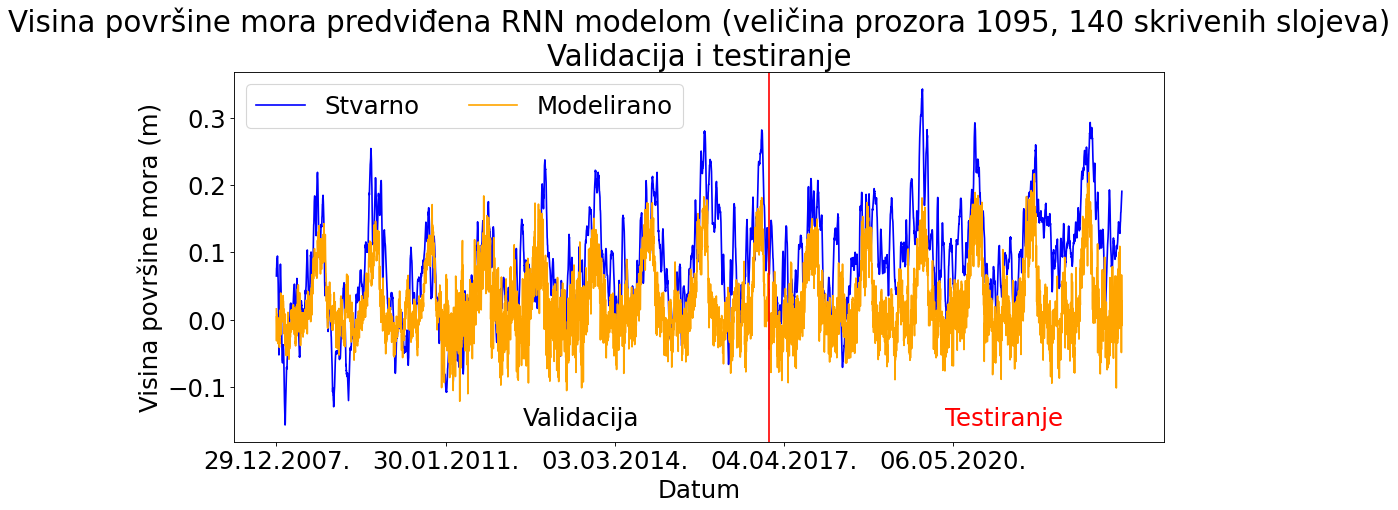 Visina površine mora predviđena RNN modelom (veličina prozora 1095, 140 skrivenih slojeva)
Validacija i testiranje
Stvarno
Modelirano
Visina površine mora (m)
0.3
0.2
0.1
0.0
−0.1
Validacija
Testiranje
29.12.2007.
30.01.2011.
03.03.2014.
04.04.2017.
06.05.2020.
Datum